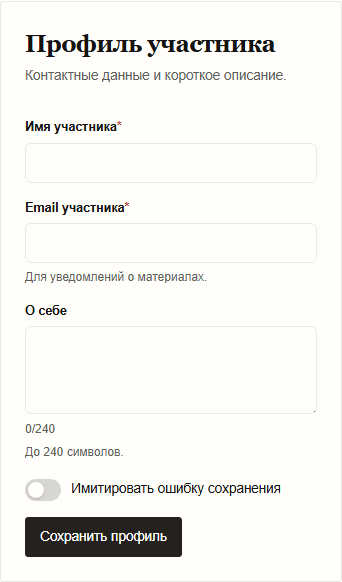 Профиль участника
Контактные данные и короткое описание.
Имя участника*
Email участника*
Для уведомлений о материалах.
О себе
0/240
До 240 символов.
Имитировать ошибку сохранения
Сохранить профиль